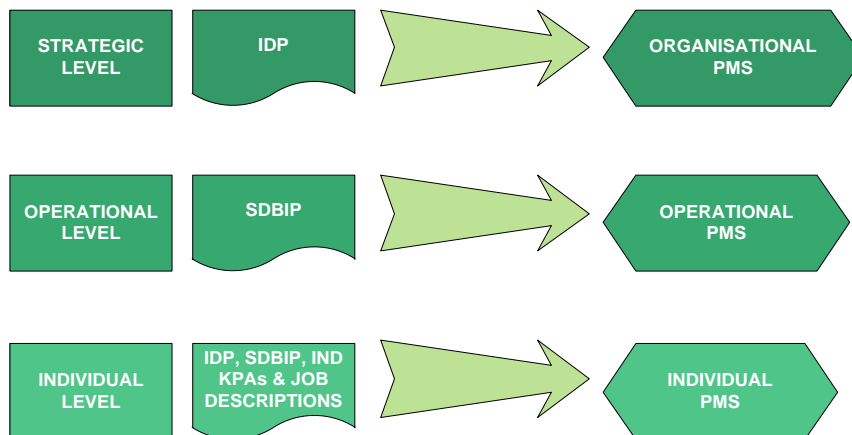 STRATEGIC
LEVEL
IDP
ORGANISATIONAL
PMS
OPERATIONAL
LEVEL
SDBIP
OPERATIONAL
PMS
INDIVIDUAL
LEVEL
IDP, SDBIP, IND
KPAs & JOB
DESCRIPTIONS
INDIVIDUAL
PMS